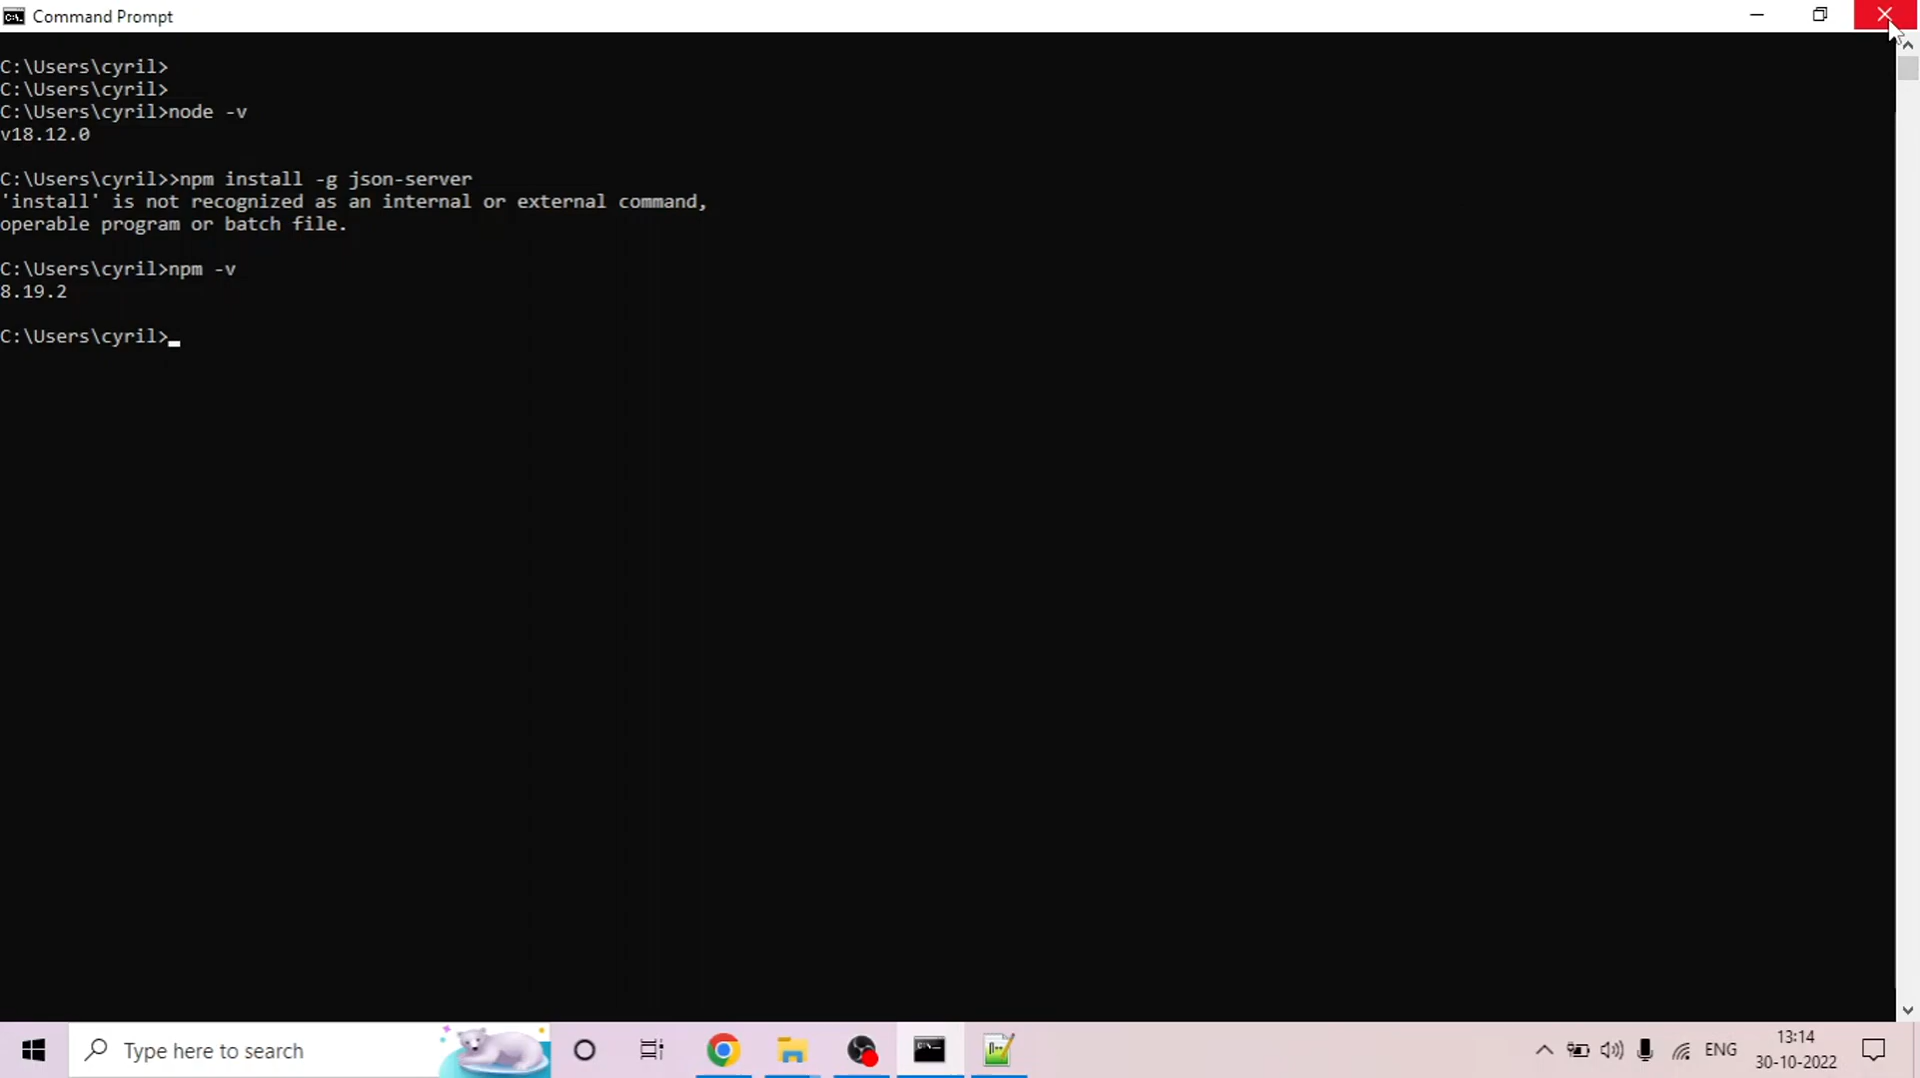 Command Prompt
C:\Users\cyril>
C:\Users\cyril>
C:\Users\cyril>node -v
v18.12.0
C:\Users\cyril>>npm install -g json-server
'install' is not recognized as an internal or external command,
operable program or batch file.
C:\Users\cyril>npm -v
8.19.2
C:\Users\cyril>
Type here to search
ENG
13:14
30-10-2022